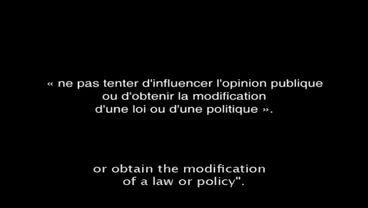 « ne pas tenter d'influencer l'opinion publique
ou d'obtenir la modification
d'une loi ou d'une politique ».
or obtain the modification
of a law or policy".